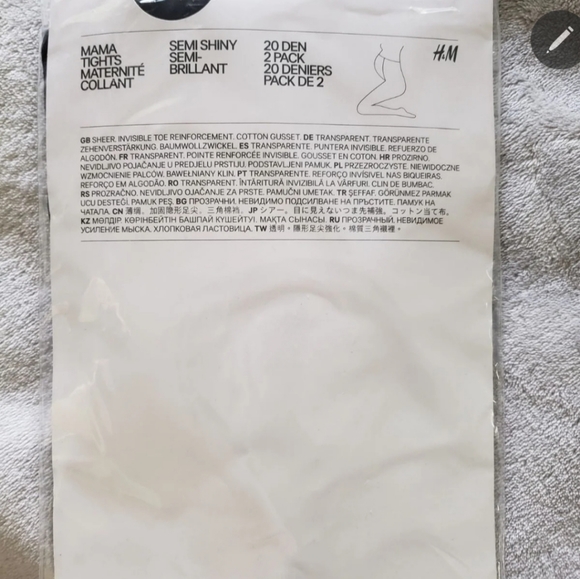 MAMA
TIGHTS
MATERNITÉ
COLLANT
SEMI SHINY
SEMI-
BRILLANT
20 DEN
2 PACK
20 DENIERS
PACK DE 2
H&M
GB SHEER. INVISIBLE TOE REINFORCEMENT. COTTON GUSSET. DE TRANSPARENT. TRANSPARENTE
ZEHENVERSTÄRKUNG. BAUMWOLLZWICKEL. ES TRANSPARENTE. PUNTERA INVISIBLE. REFUERZO DE
ALGODÓN. FR TRANSPARENT. POINTE RENFORCÉE INVISIBLE. GOUSSET EN COTON. HR PROZIRNO.
NEVIDLJIVO POJAČANJE U PREDJELU PRSTIJU. PODSTAVLJENI PAMUK. PL PRZEZROCZYSTE. NIEWIDOCZNE
WZMOCNIENIE PALCÓW. BAWEŁNIANY KLIN. PT TRANSPARENTE. REFORÇO INVISÍVEL NAS BIQUEIRAS.
REFORÇO EM ALGODÃO. RO TRANSPARENT. ÎNTĂRITURĂ INVIZIBILĂ LA VÂRFURI. CLIN DE BUMBAC.
RS PROZRAČNO. NEVIDLJIVO OJAČANJE ZA PRSTE. PAMUČNI UMETAK. TR ŞEFFAF. GÖRÜNMEZ PARMAK
UCU DESTEĞİ. PAMUK PEŞ. BG ПРОЗРАЧНИ. НЕВИДИМО ПОДСИЛВАНЕ НА ПРЪСТИТЕ. ПАМУК НА
ЧАТАЛА. CN 薄绸。加固隐形足尖。三角棉裆。JP シアー。目に見えないつま先補強。コットン当て布。
KZ МӨЛДІР. КӨРІНБЕЙТІН БАШПАЙ КҮШЕЙТУІ. МАҚТА СЫНАСЫ. RU ПРОЗРАЧНЫЙ. НЕВИДИМОЕ
УСИЛЕНИЕ МЫСКА. ХЛОПКОВАЯ ЛАСТОВИЦА. TW 透明。隱形足尖強化。棉質三角襯裡。